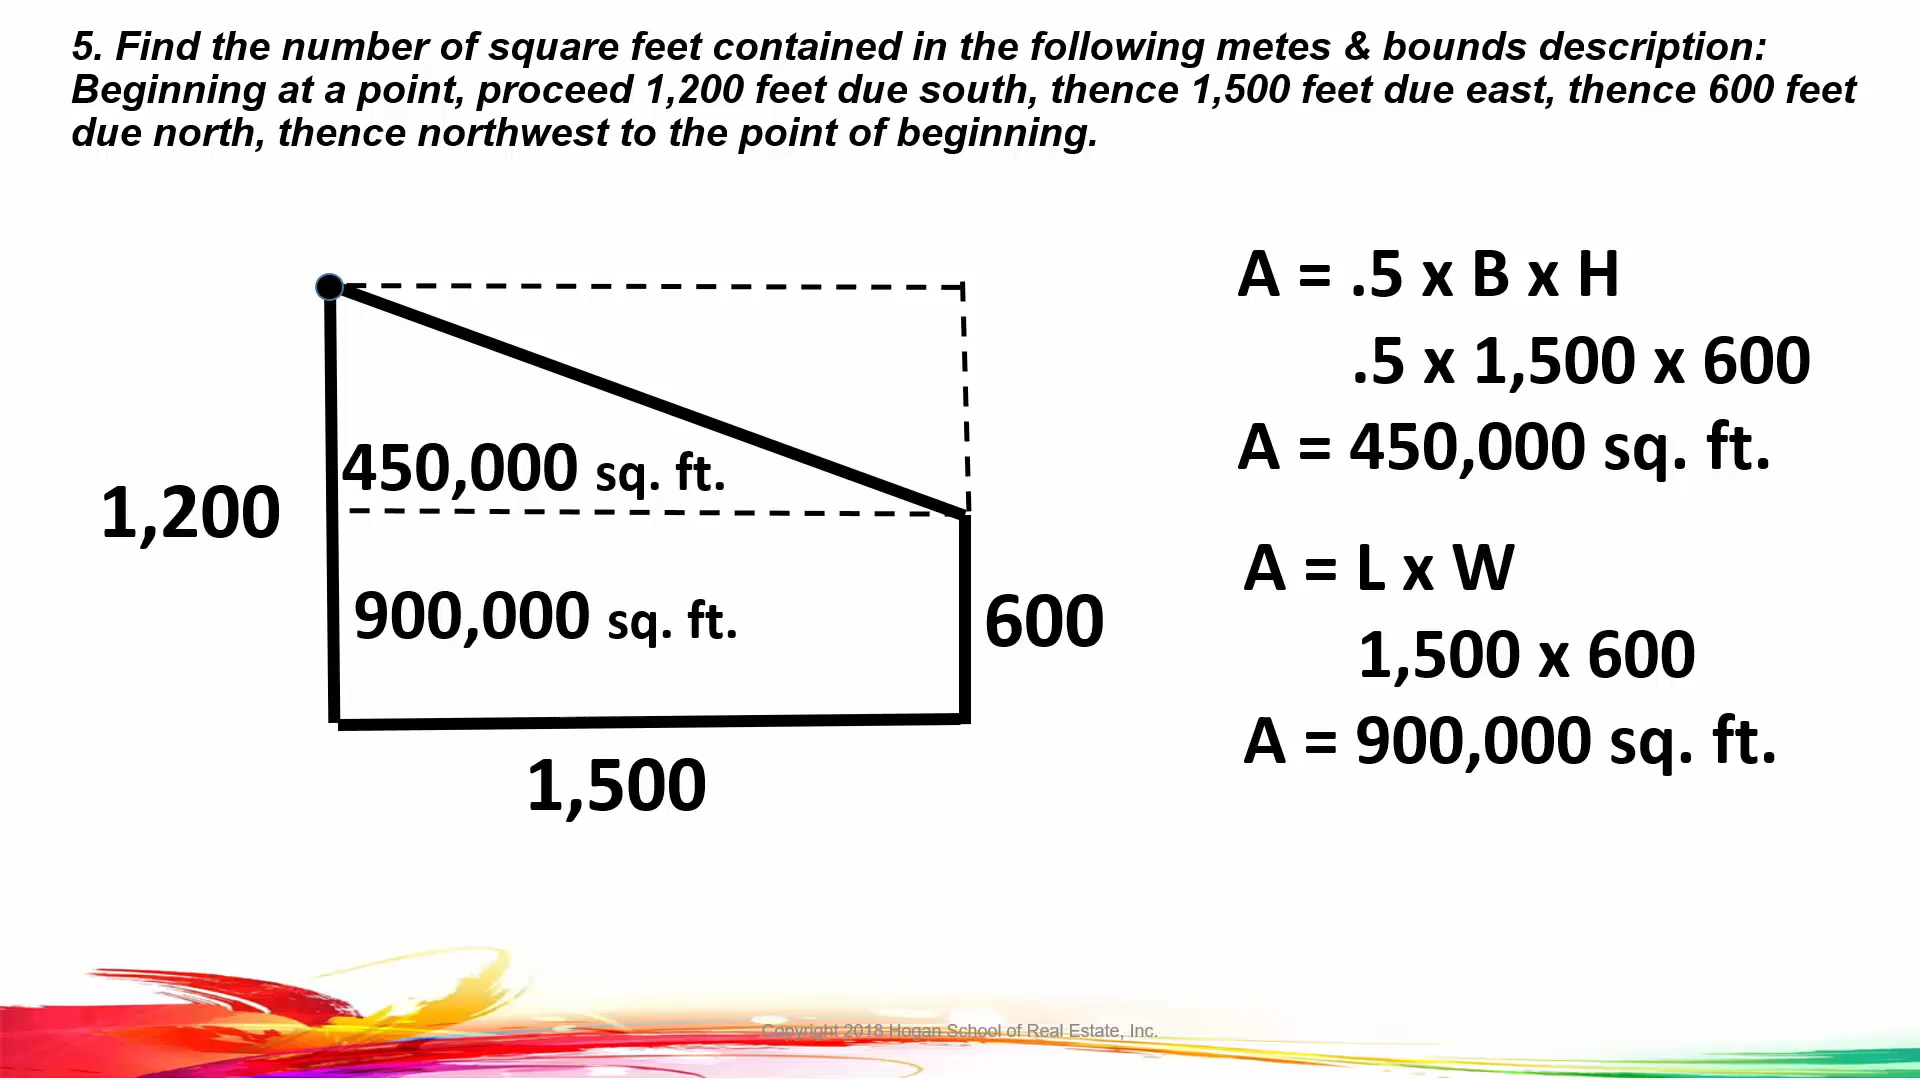 5. Find the number of square feet contained in the following metes & bounds description:
Beginning at a point, proceed 1,200 feet due south, thence 1,500 feet due east, thence 600 feet
due north, thence northwest to the point of beginning.
A = .5 x B x H
.5 x 1,500 x 600
A = 450,000 sq. ft.
450,000 sq. ft.
1,200
A = L x W
900,000 sq. ft.
600
1,500 x 600
A = 900,000 sq. ft.
1,500
Copyright 2018 Hogan School of Real Estate, Inc.